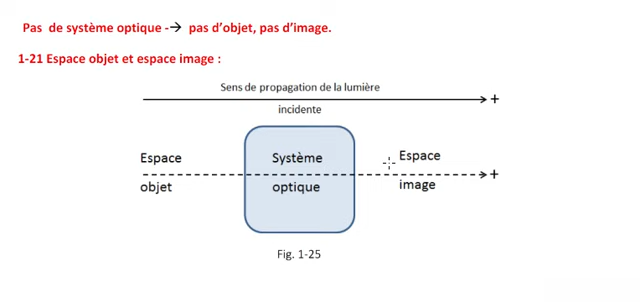 Pas de système optique -→ pas d'objet, pas d'image.
1-21 Espace objet et espace image :
Sens de propagation de la lumière
+
incidente
Espace Système Espace
+
objet optique image
Fig. 1-25